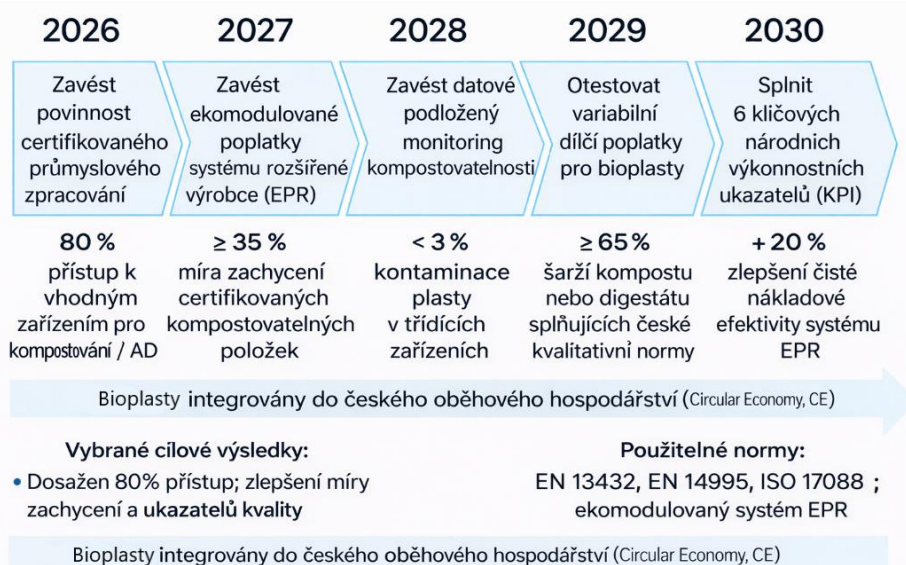 2026
Zavést
povinnost
certifikovaného
průmyslového
zpracování
2027
Zavést
ekomodulované
poplatky
systému rozšířené
výrobce (EPR)
2028
Zavést datové
podložený
monitoring
kompostovatelnosti
2029
Otestovat
variabilní
dílčí poplatky
pro bioplasty
2030
Splnit
6 kličových
národnich
výkonnostních
ukazatelů (KPI)
80 %
přístup k
vhodným
zařízením pro
kompostování / AD
≥ 35 %
míra zachycení
certifikovaných
kompostovatelných
položek
< 3 %
kontaminace
plasty
v třídících
zařízeních
≥ 65 %
šarží kompostu
nebo digestátu
splňujících české
kvalitativní normy
+ 20 %
zlepšení čisté
nákladové
efektivity systému
EPR
Bioplasty integrovány do českého oběhového hospodářství (Circular Economy, CE)
Vybrané cílové výsledky:
• Dosažen 80% přístup; zlepšení míry
zachycení a ukazatelů kvality
Použitelné normy:
EN 13432, EN 14995, ISO 17088 ;
ekomodulovaný systém EPR
Bioplasty integrovány do českého oběhového hospodářství (Circular Economy, CE)